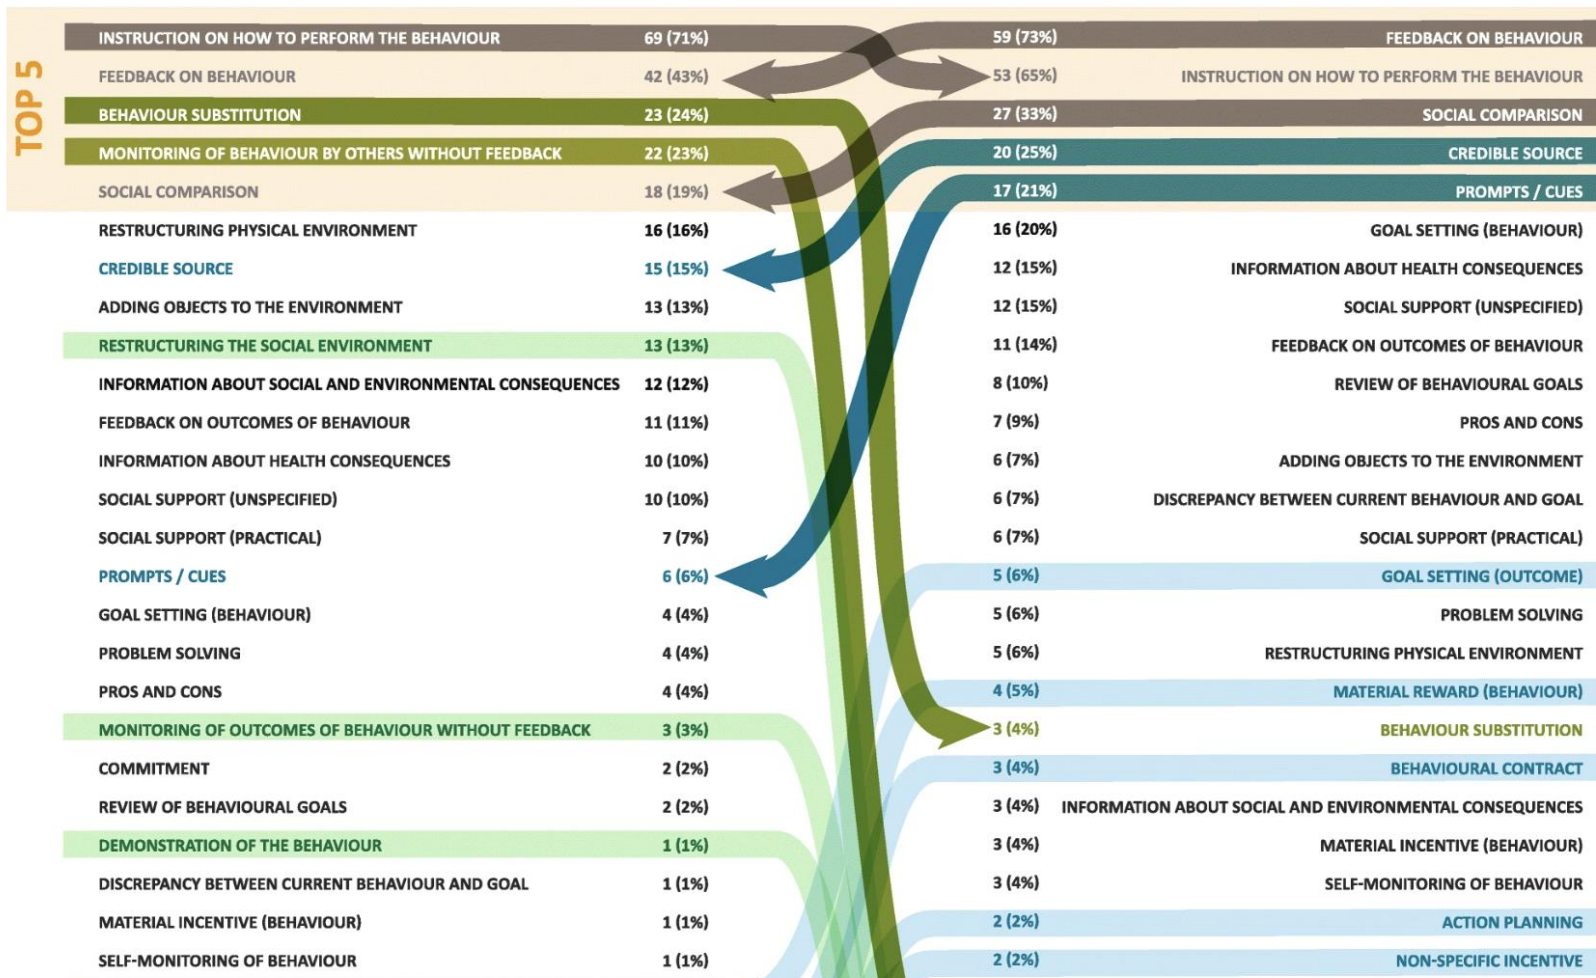 TOP 5
INSTRUCTION ON HOW TO PERFORM THE BEHAVIOUR 69 (71%) 59 (73%) FEEDBACK ON BEHAVIOUR
FEEDBACK ON BEHAVIOUR 42 (43%) 53 (65%) INSTRUCTION ON HOW TO PERFORM THE BEHAVIOUR
BEHAVIOUR SUBSTITUTION 23 (24%) 27 (33%) SOCIAL COMPARISON
MONITORING OF BEHAVIOUR BY OTHERS WITHOUT FEEDBACK 22 (23%) 20 (25%) CREDIBLE SOURCE
SOCIAL COMPARISON 18 (19%) 17 (21%) PROMPTS / CUES
RESTRUCTURING PHYSICAL ENVIRONMENT 16 (16%) 16 (20%) GOAL SETTING (BEHAVIOUR)
CREDIBLE SOURCE 15 (15%) 12 (15%) INFORMATION ABOUT HEALTH CONSEQUENCES
ADDING OBJECTS TO THE ENVIRONMENT 13 (13%) 12 (15%) SOCIAL SUPPORT (UNSPECIFIED)
RESTRUCTURING THE SOCIAL ENVIRONMENT 13 (13%) 11 (14%) FEEDBACK ON OUTCOMES OF BEHAVIOUR
INFORMATION ABOUT SOCIAL AND ENVIRONMENTAL CONSEQUENCES 12 (12%) 8 (10%) REVIEW OF BEHAVIOURAL GOALS
FEEDBACK ON OUTCOMES OF BEHAVIOUR 11 (11%) 7 (9%) PROS AND CONS
INFORMATION ABOUT HEALTH CONSEQUENCES 10 (10%) 6 (7%) ADDING OBJECTS TO THE ENVIRONMENT
SOCIAL SUPPORT (UNSPECIFIED) 10 (10%) 6 (7%) DISCREPANCY BETWEEN CURRENT BEHAVIOUR AND GOAL
SOCIAL SUPPORT (PRACTICAL) 7 (7%) 6 (7%) SOCIAL SUPPORT (PRACTICAL)
PROMPTS / CUES 6 (6%) 5 (6%) GOAL SETTING (OUTCOME)
GOAL SETTING (BEHAVIOUR) 4 (4%) 5 (6%) PROBLEM SOLVING
PROBLEM SOLVING 4 (4%) 5 (6%) RESTRUCTURING PHYSICAL ENVIRONMENT
PROS AND CONS 4 (4%) 4 (5%) MATERIAL REWARD (BEHAVIOUR)
MONITORING OF OUTCOMES OF BEHAVIOUR WITHOUT FEEDBACK 3 (3%) 3 (4%) BEHAVIOUR SUBSTITUTION
COMMITMENT 2 (2%) 3 (4%) BEHAVIOURAL CONTRACT
REVIEW OF BEHAVIOURAL GOALS 2 (2%) 3 (4%) INFORMATION ABOUT SOCIAL AND ENVIRONMENTAL CONSEQUENCES
DEMONSTRATION OF THE BEHAVIOUR 1 (1%) 3 (4%) MATERIAL INCENTIVE (BEHAVIOUR)
DISCREPANCY BETWEEN CURRENT BEHAVIOUR AND GOAL 1 (1%) 3 (4%) SELF-MONITORING OF BEHAVIOUR
MATERIAL INCENTIVE (BEHAVIOUR) 1 (1%) 2 (2%) ACTION PLANNING
SELF-MONITORING OF BEHAVIOUR 1 (1%) 2 (2%) NON-SPECIFIC INCENTIVE